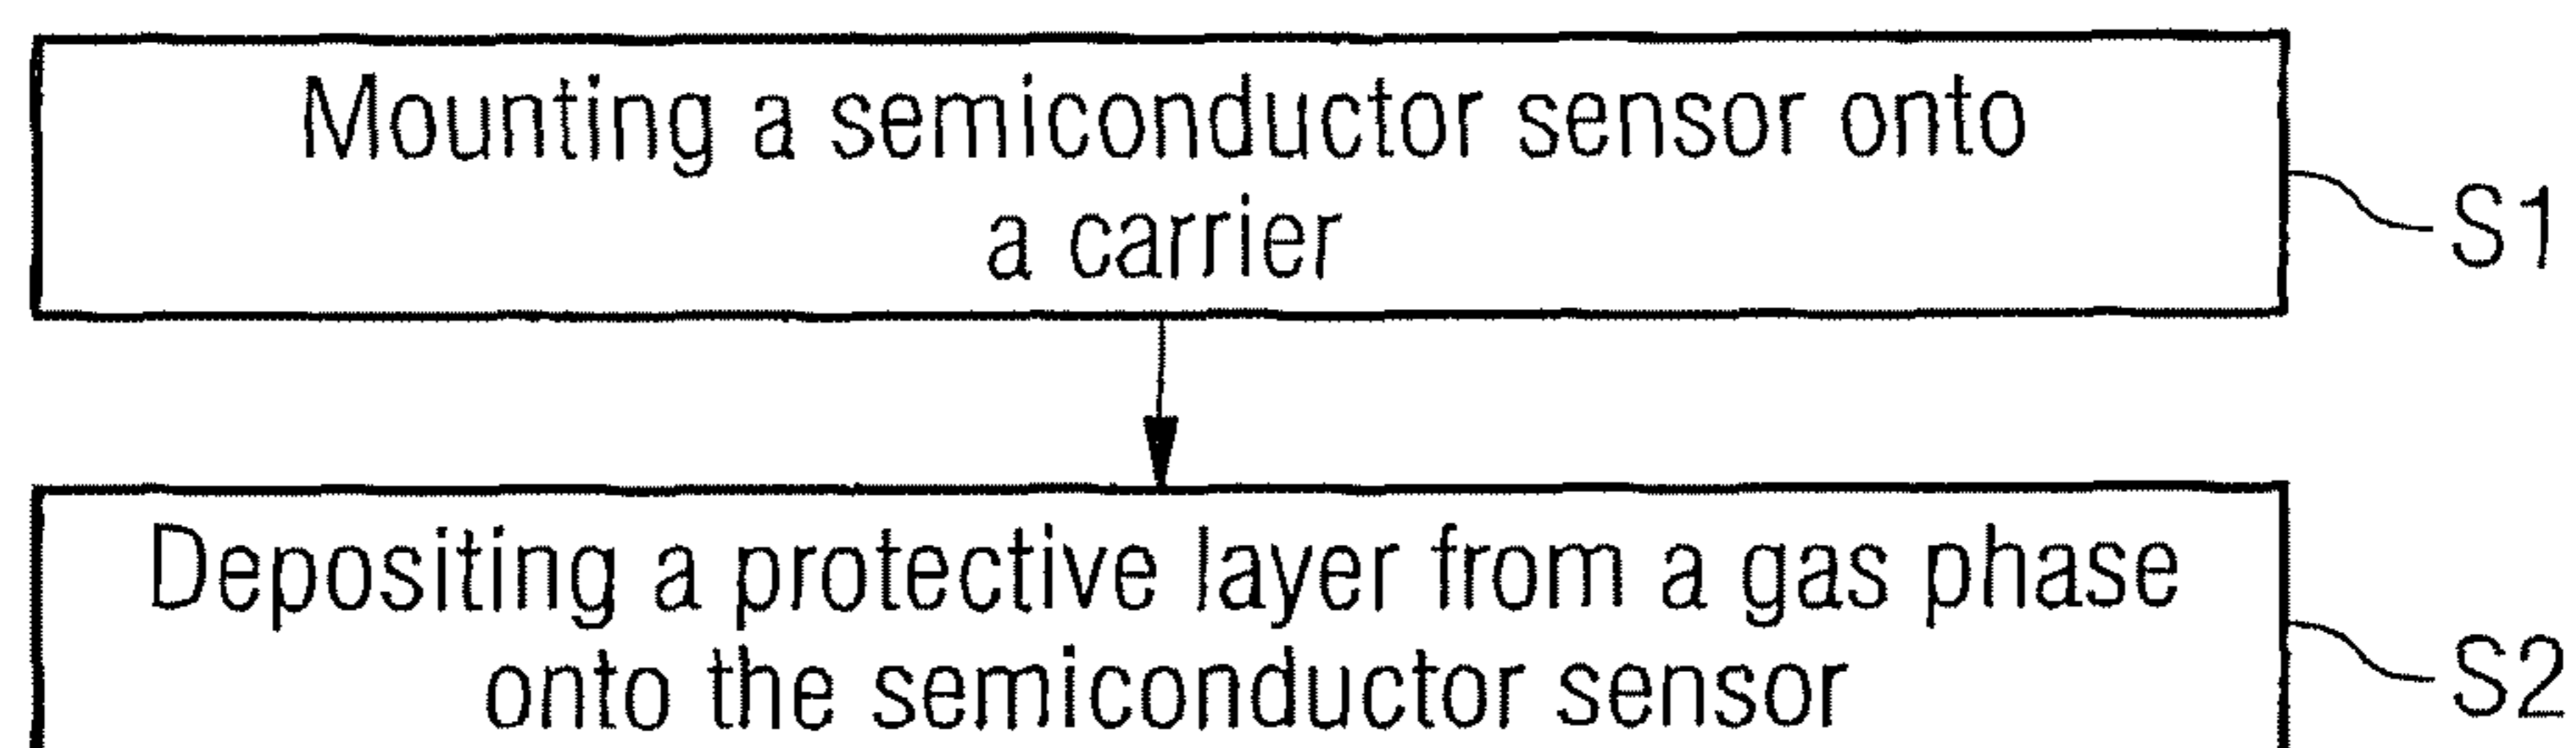 Mounting a semiconductor sensor onto
a carrier
S1
Depositing a protective layer from a gas phase
onto the semiconductor sensor
S2